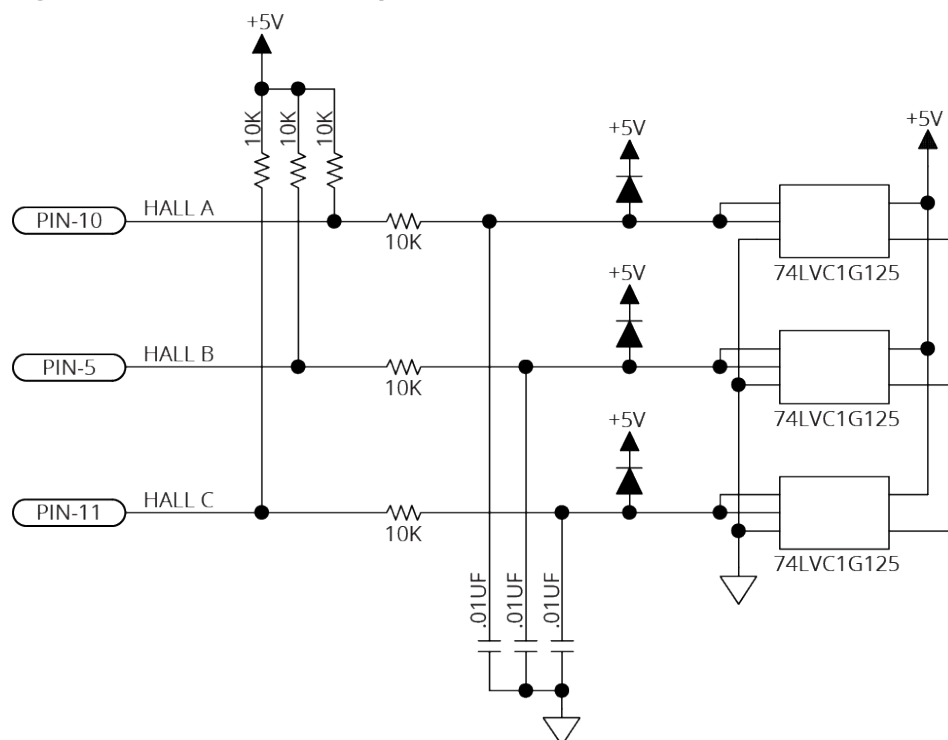 +5V
10K
10K
10K
+5V
+5V
PIN-10
HALL A
10K
74LVC1G125
+5V
PIN-5
HALL B
10K
74LVC1G125
+5V
PIN-11
HALL C
10K
74LVC1G125
.01UF
.01UF
.01UF